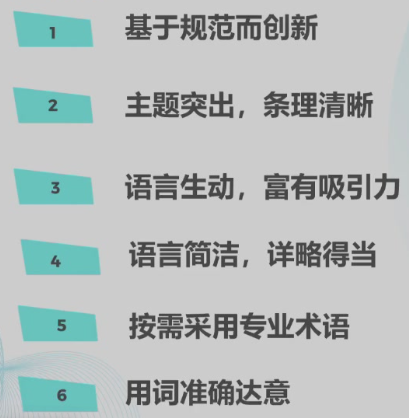 1 基于规范而创新
2 主题突出，条理清晰
3 语言生动，富有吸引力
4 语言简洁，详略得当
5 按需采用专业术语
6 用词准确达意